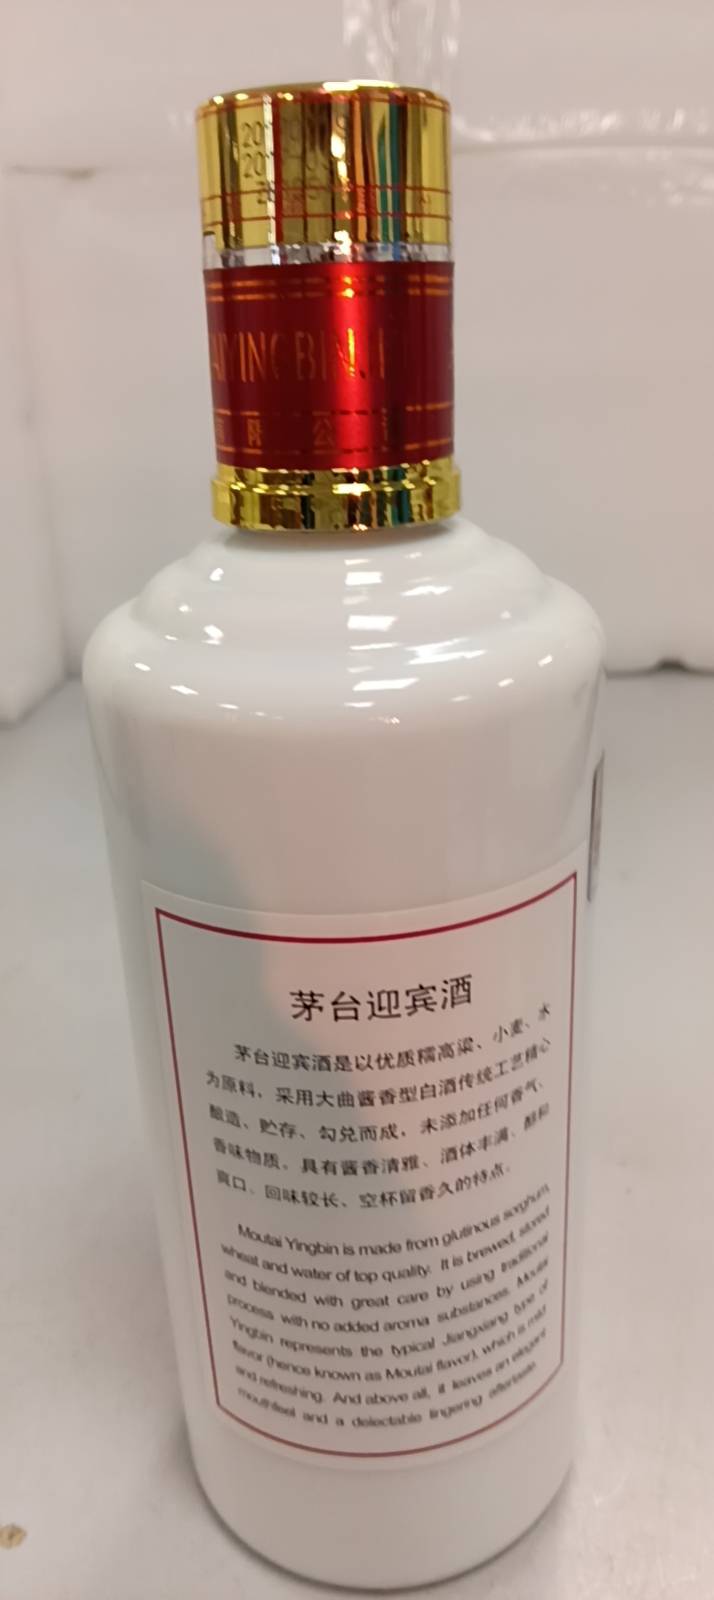 AIYINGBIN
限 公
茅台迎宾酒
茅台迎宾酒是以优质糯高粱、小麦、水
为原料，采用大曲酱香型白酒传统工艺精心
酿造、贮存、勾兑而成，未添加任何香气、
香味物质。具有酱香清雅、酒体丰满、醇和
爽口、回味较长、空杯留香久的特点。
Moutai Yingbin is made from glutinous sorghum,
wheat and water of top quality. It is brewed, stored
and blended with great care by using traditional
process with no added aroma substances. Moutai
Yingbin represents the typical Jiangxiang type of
flavor (hence known as Moutai flavor), which is mild
and refreshing. And above all, it leaves an elegant
mouthfeel and a delectable lingering aftertaste.